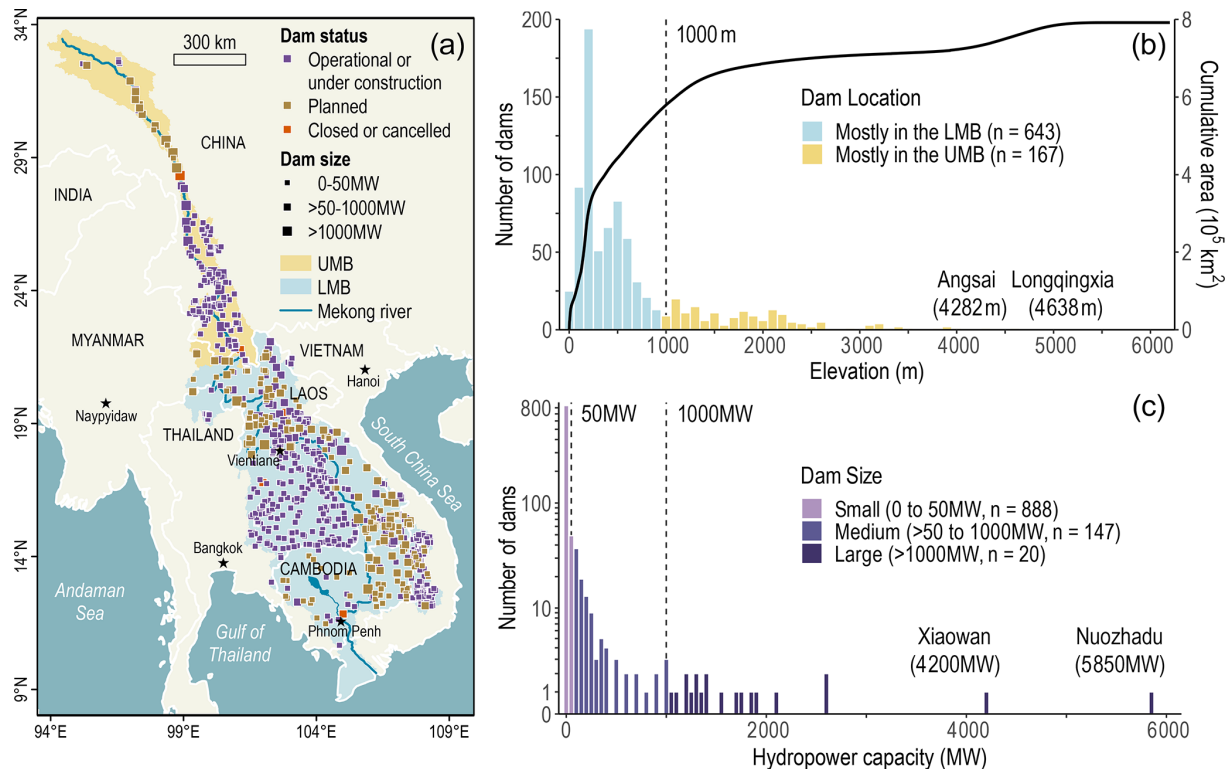 34°N
29°N
24°N
19°N
14°N
9°N
94°E
99°E
104°E
109°E
300 km
(a)
Dam status
Operational or
under construction
Planned
Closed or cancelled
Dam size
0-50MW
>50-1000MW
>1000MW
UMB
LMB
Mekong river
CHINA
INDIA
MYANMAR
VIETNAM
Hanoi
LAOS
Naypyidaw
THAILAND
Vientiane
South China Sea
Bangkok
CAMBODIA
Andaman
Sea
Gulf of
Thailand
Phnom Penh
(b)
200
150
100
50
0
Number of dams
1000 m
Dam Location
Mostly in the LMB (n = 643)
Mostly in the UMB (n = 167)
Angsai
(4282 m)
Longqingxia
(4638 m)
8
6
4
2
0
Cumulative area (10⁵ km²)
0
1000
2000
3000
4000
5000
6000
Elevation (m)
(c)
800
100
10
1
0
Number of dams
50MW
1000MW
Dam Size
Small (0 to 50MW, n = 888)
Medium (>50 to 1000MW, n = 147)
Large (>1000MW, n = 20)
Xiaowan
(4200MW)
Nuozhadu
(5850MW)
0
2000
4000
6000
Hydropower capacity (MW)